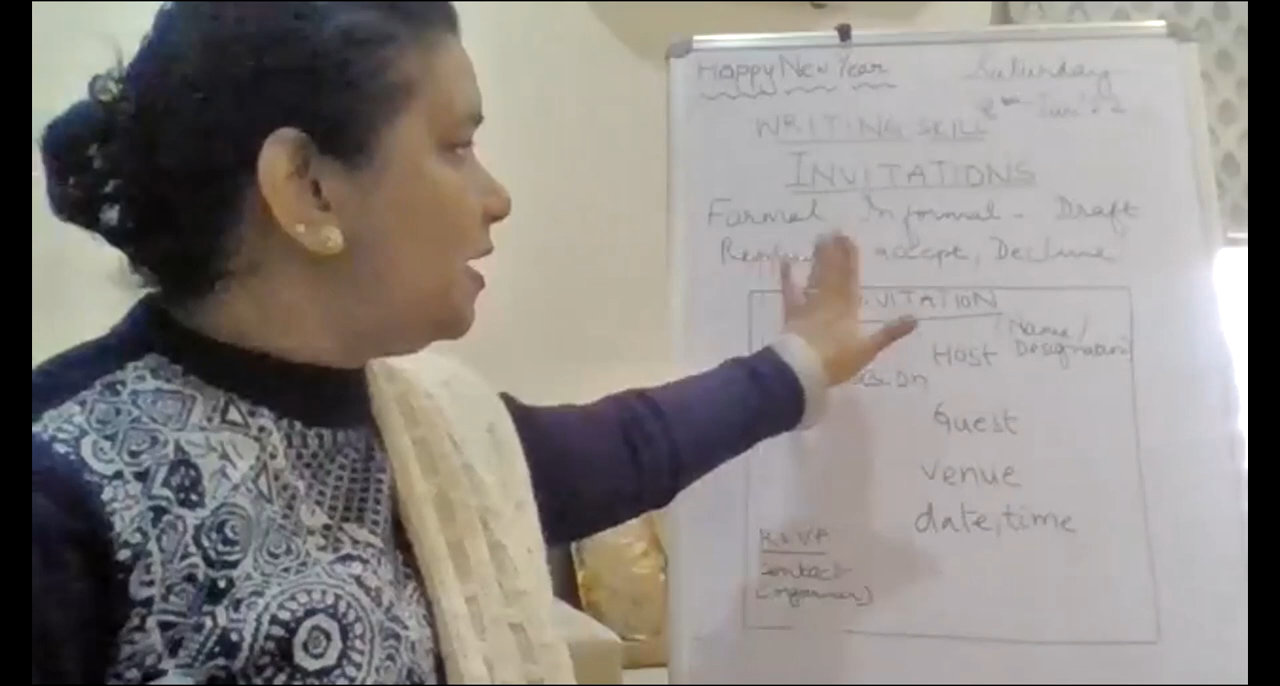 Happy New Year Saturday
WRITING SKILL
INVITATIONS
Formal Informal - Draft
accept, Decline
Name/
Host Designation
Guest
venue
date, time
RSVP
Contact